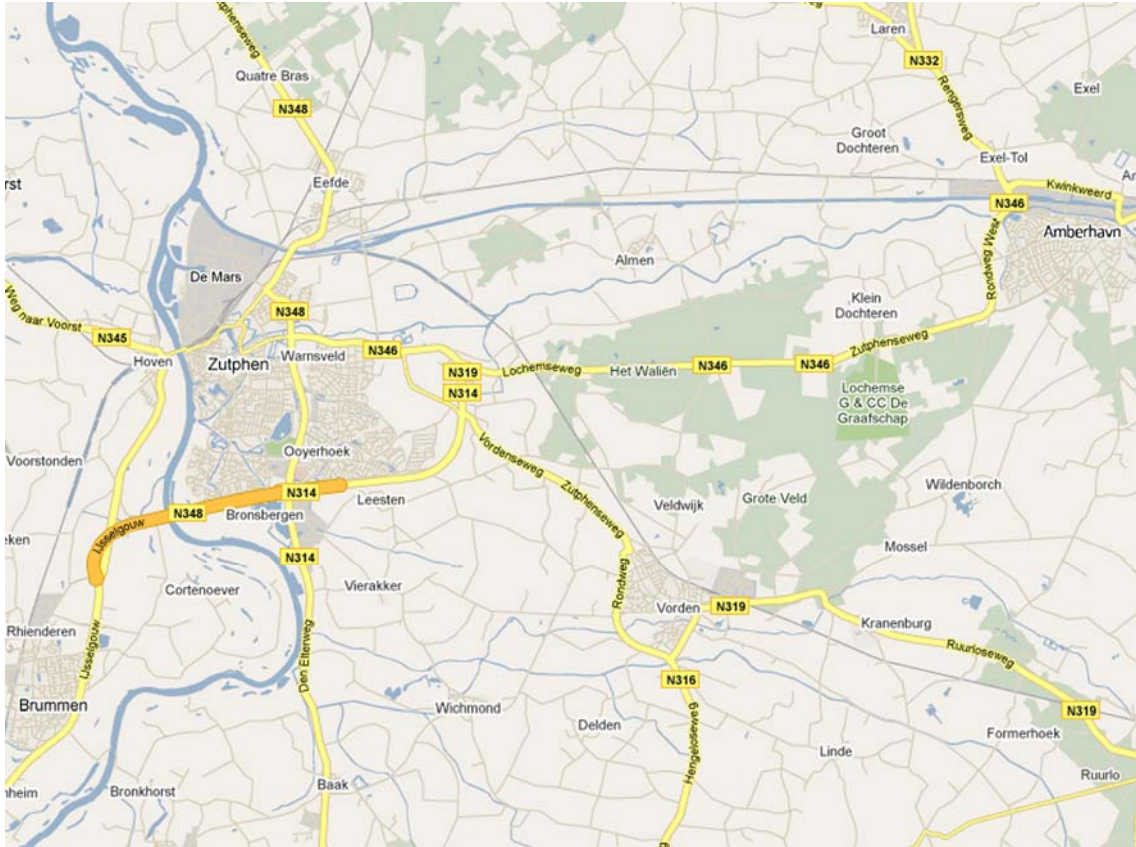 Laren
N332
Rengersweg
Quatre Bras
N348
Exel
Groot
Dochteren
Exel-Tol
Eefde
Kwinkweerd
N346
Amberhavn
Almen
De Mars
Rondweg West
Klein
Dochteren
Weg naar Voorst
N345
N348
Hoven
Zutphen
Warnsveld
N346
N319
Lochemseweg
Het Waliën
N346
N346
Zutphenseweg
N314
Lochemse
G & CC De
Graafschap
Ooyerhoek
Vordenseweg
Voorstonden
Zutphenseweg
Leesten
N314
N348
Bronsbergen
IJsselgouw
Veldwijk
Grote Veld
Wildenborch
Mossel
N314
Cortenoever
Vierakker
Rondweg
Vorden
N319
Kranenburg
Rhienderen
IJsselgouw
Den Elterweg
Ruurloseweg
N316
Brummen
Wichmond
Delden
Hengeloseweg
Linde
N319
Formerhoek
Ruurlo
Bronkhorst
Baak